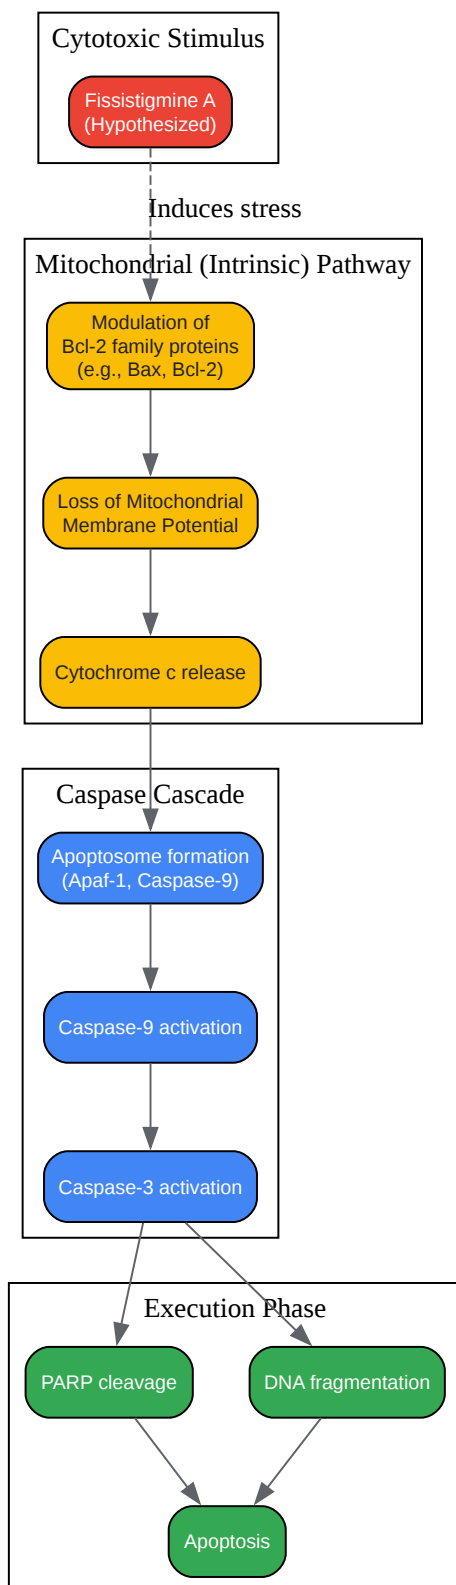 Cytotoxic Stimulus
Fissistigmine A
(Hypothesized)
Induces stress
Mitochondrial (Intrinsic) Pathway
Modulation of
Bcl-2 family proteins
(e.g., Bax, Bcl-2)
Loss of Mitochondrial
Membrane Potential
Cytochrome c release
Caspase Cascade
Apoptosome formation
(Apaf-1, Caspase-9)
Caspase-9 activation
Caspase-3 activation
Execution Phase
PARP cleavage
DNA fragmentation
Apoptosis